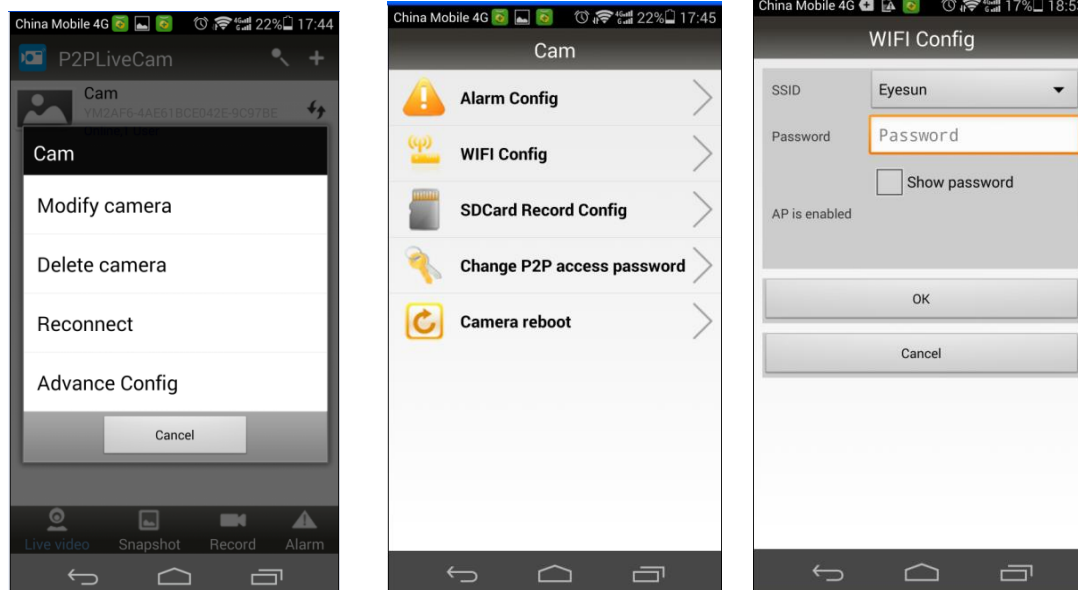 China Mobile 4G 22% 17:44
P2PLiveCam
Cam
YM2AF6-4AE61BCE042E-9C97BE
Cam
Modify camera
Delete camera
Reconnect
Advance Config
Cancel
Live video Snapshot Record Alarm
China Mobile 4G 22% 17:45
Cam
Alarm Config
WIFI Config
SDCard Record Config
Change P2P access password
Camera reboot
China Mobile 4G 17%
WIFI Config
SSID Eyesun
Password Password
Show password
AP is enabled
OK
Cancel